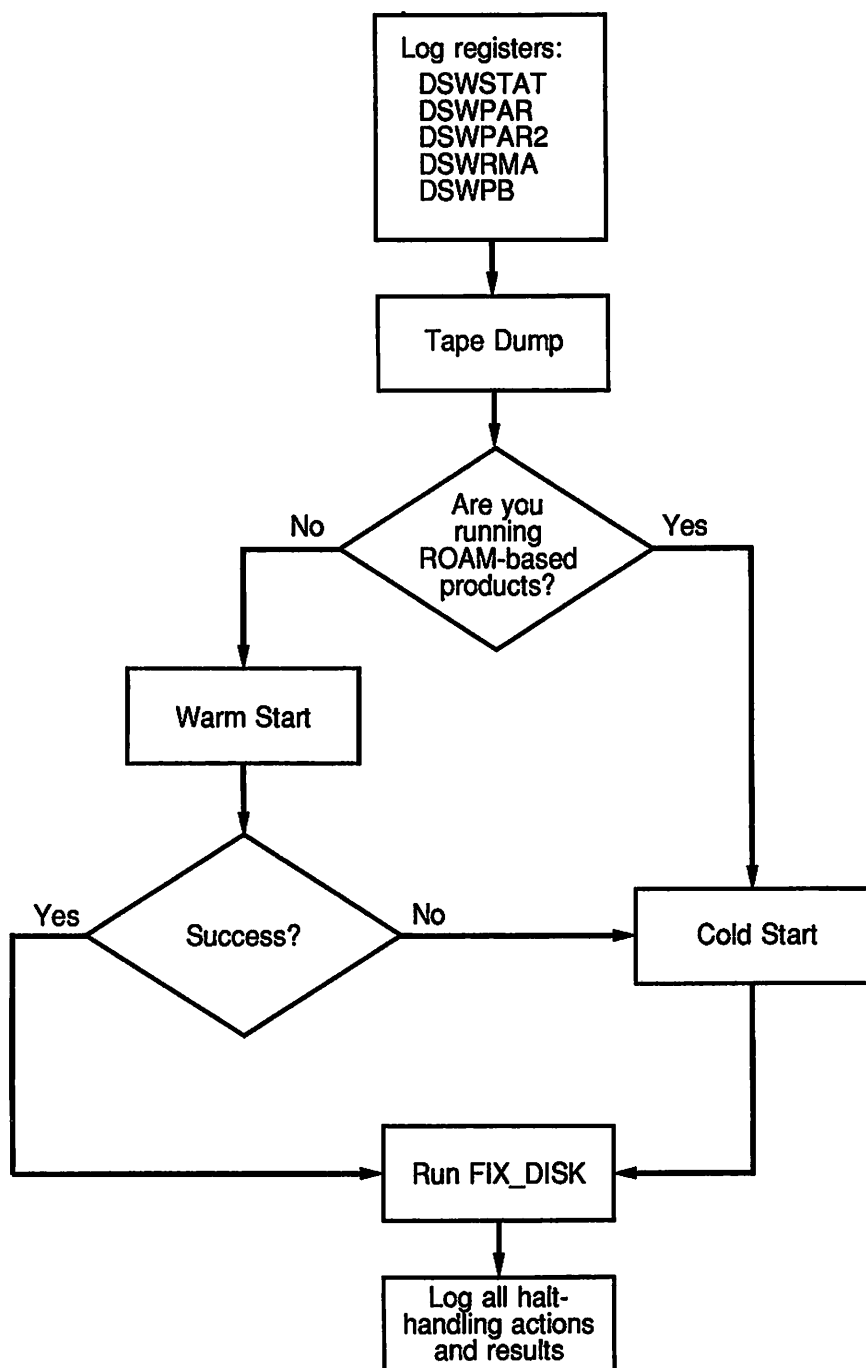 Log registers:
DSWSTAT
DSWPAR
DSWPAR2
DSWRMA
DSWPB
Tape Dump
Are you
running
ROAM-based
products?
No
Yes
Warm Start
Success?
Yes
No
Cold Start
Run FIX_DISK
Log all halt-
handling actions
and results